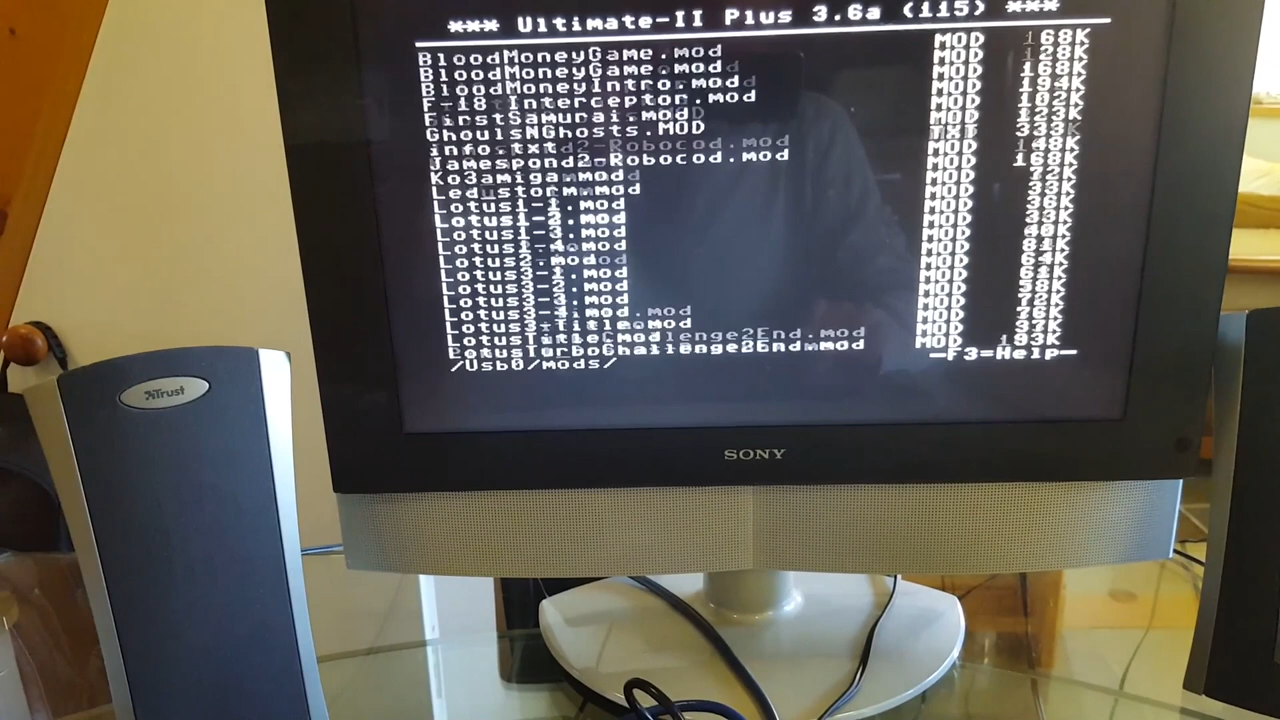 *** Ultimate-II Plus 3.6a (115) ***
BloodMoneyGame.mod MOD 168K
BloodMoneyGame.mod MOD 128K
BloodMoneyIntro.mod MOD 168K
F-18 Interceptor.mod MOD 194K
FirstSamurai.mod MOD 102K
GhoulsNGhosts.MOD MOD 123K
info.txt TXT 333K
Jamespond2-Robocod.mod MOD 48K
Ko3amiga.mod MOD 168K
Ledstorm.mod MOD 72K
Lotus1-1.mod MOD 33K
Lotus1-2.mod MOD 36K
Lotus1-3.mod MOD 33K
Lotus1-4.mod MOD 40K
Lotus2.mod MOD 81K
Lotus3-1.mod MOD 64K
Lotus3-2.mod MOD 61K
Lotus3-3.mod MOD 58K
Lotus3-4.mod MOD 72K
Lotus3-Title.mod MOD 76K
LotusTitle.mod MOD 37K
LotusTurboChallenge2End.mod MOD 193K
/Usb0/mods/ -F3=Help-
SONY
Trust